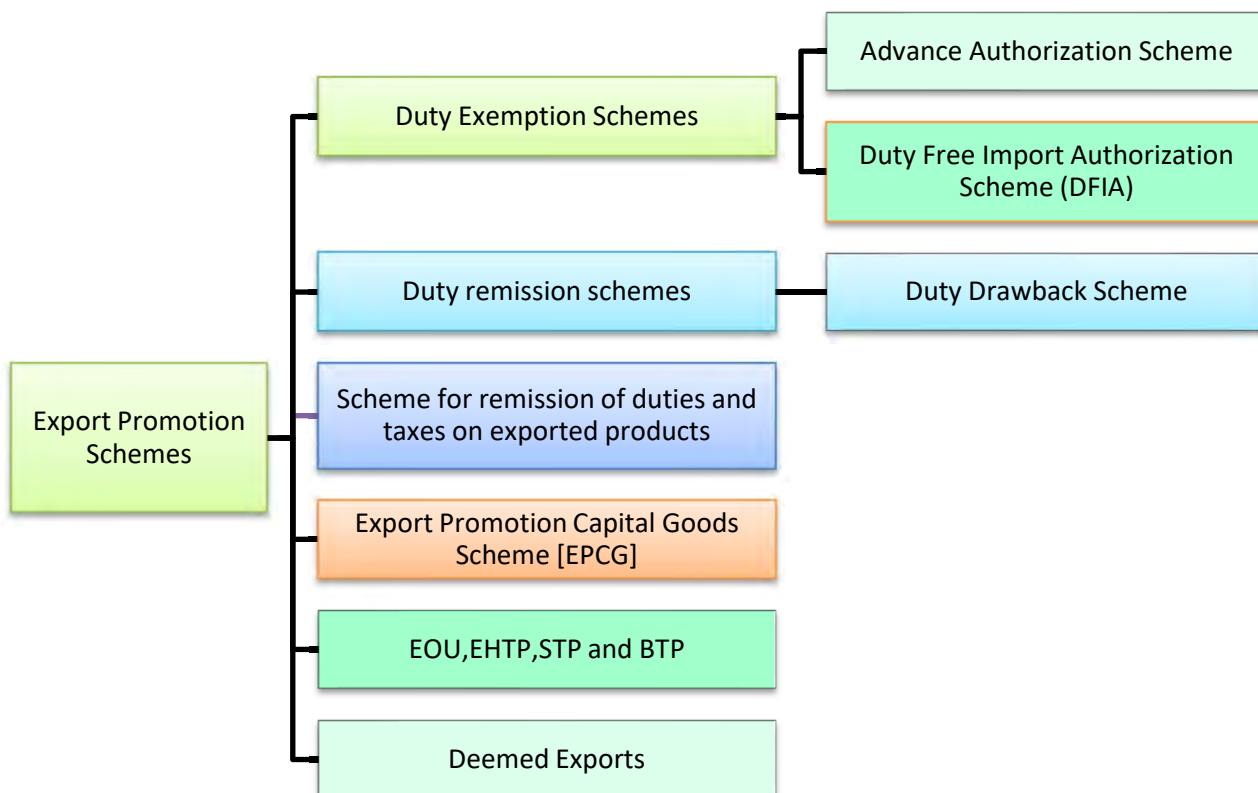 Advance Authorization Scheme
Duty Exemption Schemes
Duty Free Import Authorization
Scheme (DFIA)
Duty remission schemes
Duty Drawback Scheme
Scheme for remission of duties and
taxes on exported products
Export Promotion
Schemes
Export Promotion Capital Goods
Scheme [EPCG]
EOU,EHTP,STP and BTP
Deemed Exports